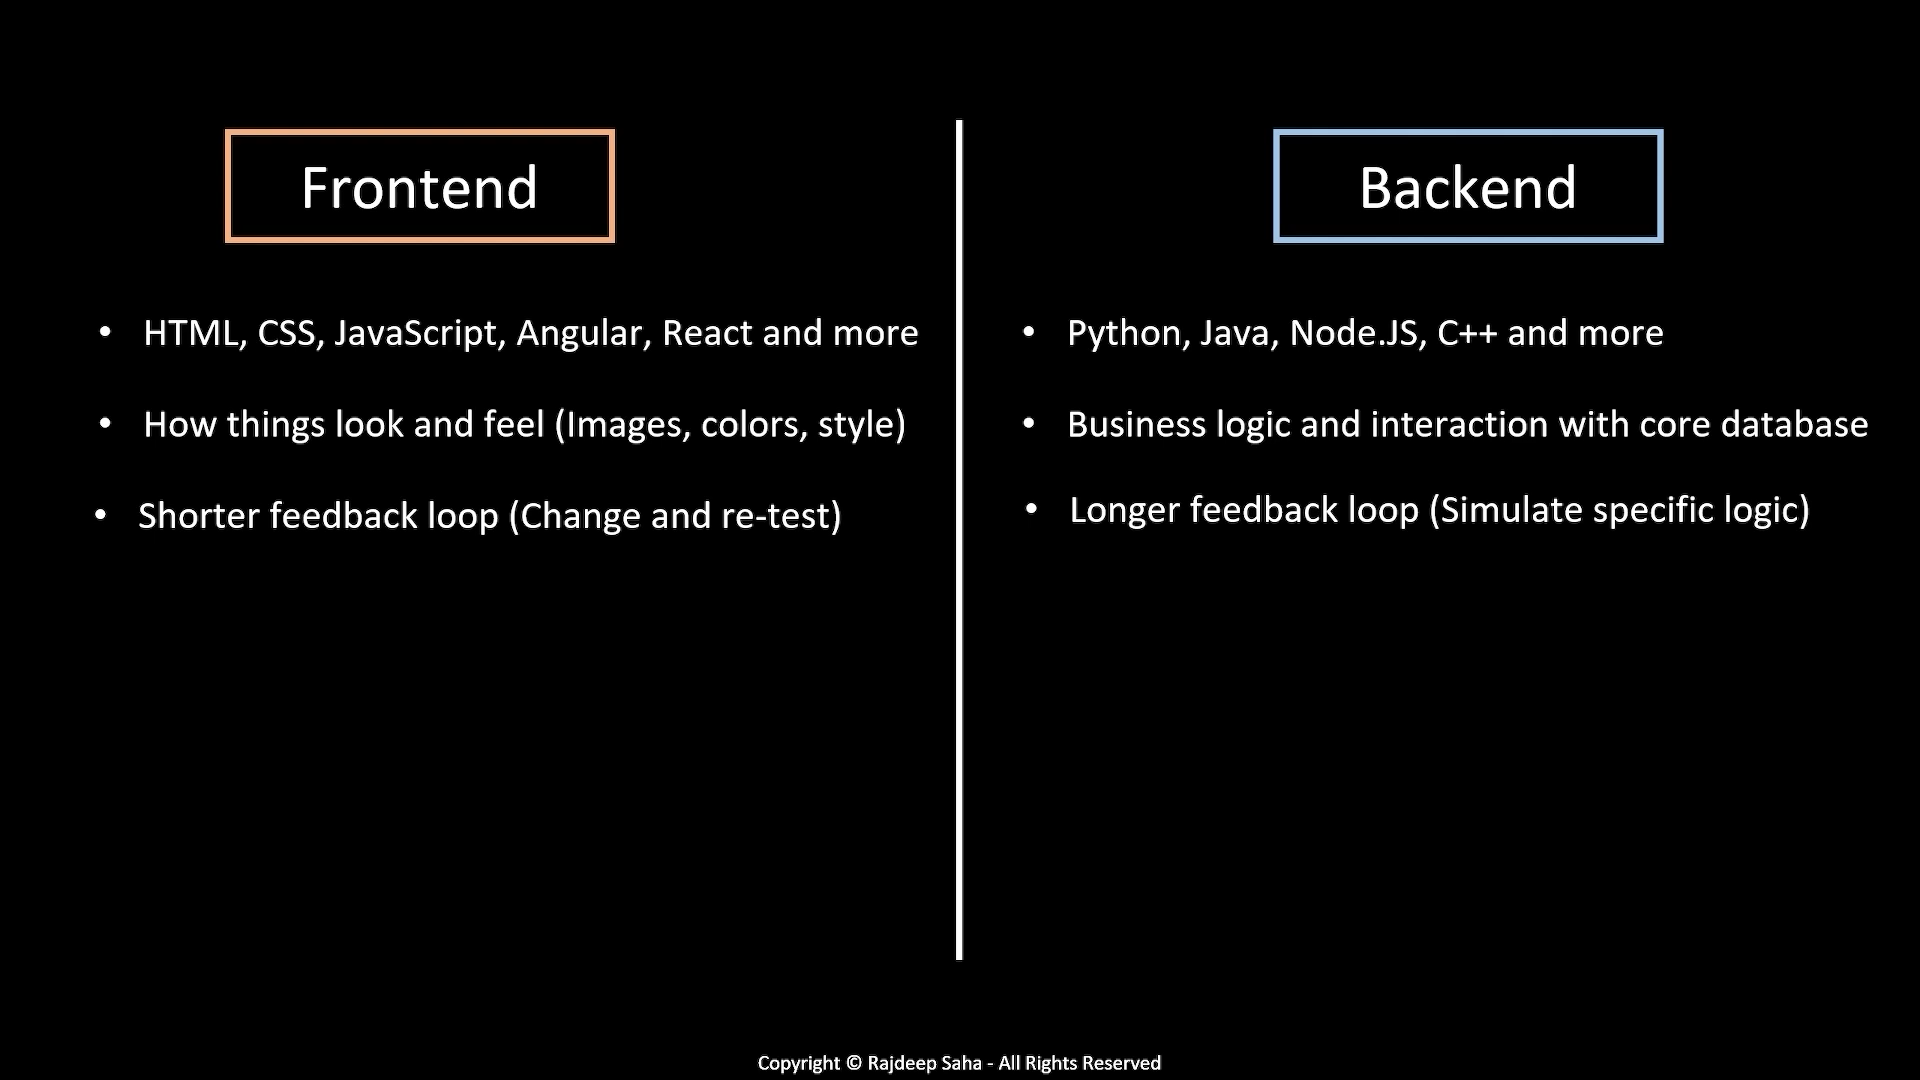 Frontend
• HTML, CSS, JavaScript, Angular, React and more
• How things look and feel (Images, colors, style)
• Shorter feedback loop (Change and re-test)
Backend
• Python, Java, Node.JS, C++ and more
• Business logic and interaction with core database
• Longer feedback loop (Simulate specific logic)
Copyright © Rajdeep Saha - All Rights Reserved